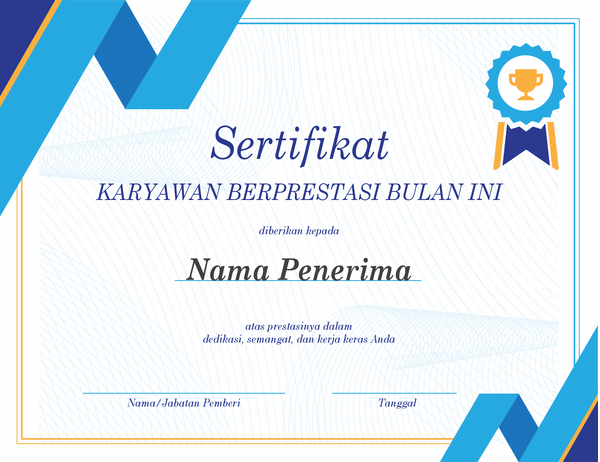 Sertifikat
KARYAWAN BERPRESTASI BULAN INI
diberikan kepada
Nama Penerima
atas prestasinya dalam
dedikasi, semangat, dan kerja keras Anda
Nama/Jabatan Pemberi
Tanggal